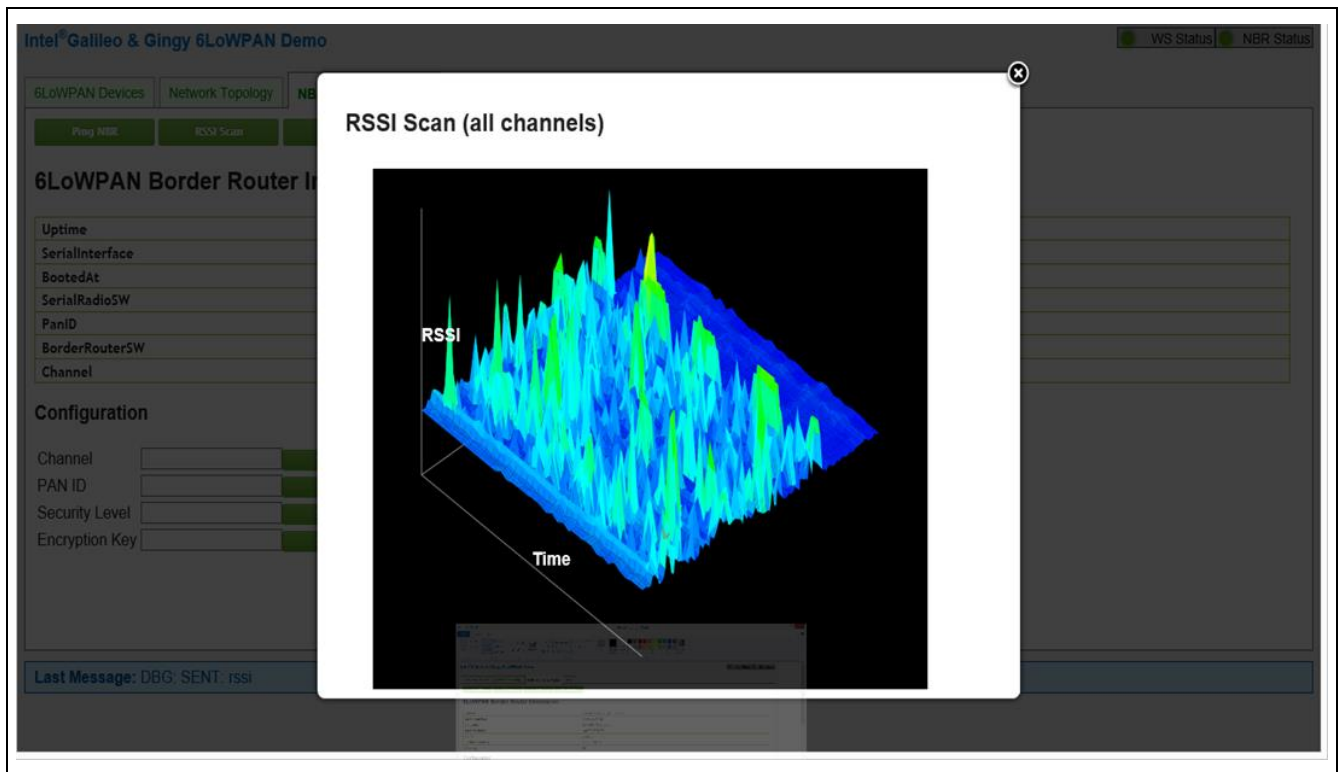 Intel®Galileo & Gingy 6LoWPAN Demo
WS Status NBR Status
6LoWPAN Devices Network Topology NB
Ping NBR RSSI Scan
RSSI Scan (all channels)
6LoWPAN Border Router In
Uptime
SerialInterface
BootedAt
SerialRadioSW
PanID
BorderRouterSW
Channel
RSSI
Configuration
Channel
PAN ID
Security Level
Encryption Key
Time
Last Message: DBG: SENT: rssi